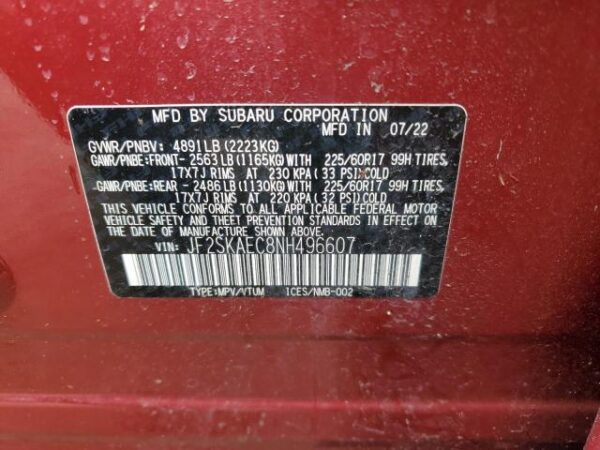 MFD BY SUBARU CORPORATION
MFD IN 07/22
GVWR/PNBV: 4891LB(2223KG)
GAWR/PNBE:FRONT-2563LB(1165KG)WITH 225/60R17 99H TIRES,
17X7J RIMS AT 230 KPA(33 PSI)COLD
GAWR/PNBE:REAR -2486LB(1130KG)WITH 225/60R17 99H TIRES,
17X7J RIMS AT 220 KPA(32 PSI)COLD
THIS VEHICLE CONFORMS TO ALL APPLICABLE FEDERAL MOTOR
VEHICLE SAFETY AND THEFT PREVENTION STANDARDS IN EFFECT ON
THE DATE OF MANUFACTURE SHOWN ABOVE.
VIN: JF2SKAEC8NH496607
TYPE:MPV/VTUM ICES/NMB-002